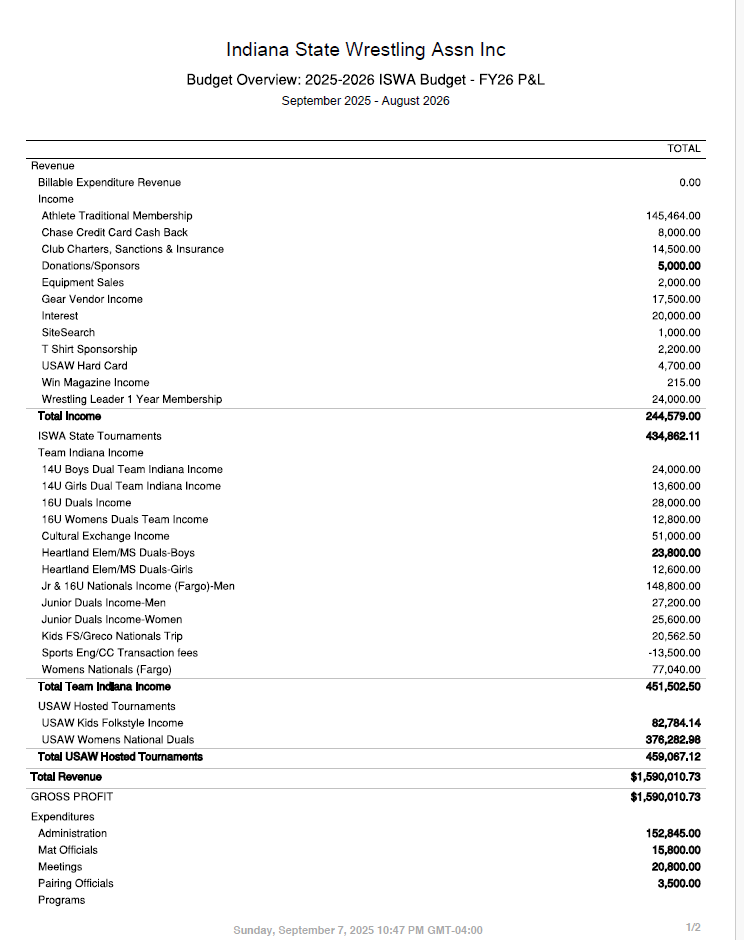 Indiana State Wrestling Assn Inc
Budget Overview: 2025-2026 ISWA Budget - FY26 P&L
September 2025 - August 2026
TOTAL
Revenue
Billable Expenditure Revenue 0.00
Income
Athlete Traditional Membership 145,464.00
Chase Credit Card Cash Back 8,000.00
Club Charters, Sanctions & Insurance 14,500.00
Donations/Sponsors 5,000.00
Equipment Sales 2,000.00
Gear Vendor Income 17,500.00
Interest 20,000.00
SiteSearch 1,000.00
T Shirt Sponsorship 2,200.00
USAW Hard Card 4,700.00
Win Magazine Income 215.00
Wrestling Leader 1 Year Membership 24,000.00
Total Income 244,579.00
ISWA State Tournaments 434,862.11
Team Indiana Income
14U Boys Dual Team Indiana Income 24,000.00
14U Girls Dual Team Indiana Income 13,600.00
16U Duals Income 28,000.00
16U Womens Duals Team Income 12,800.00
Cultural Exchange Income 51,000.00
Heartland Elem/MS Duals-Boys 23,800.00
Heartland Elem/MS Duals-Girls 12,600.00
Jr & 16U Nationals Income (Fargo)-Men 148,800.00
Junior Duals Income-Men 27,200.00
Junior Duals Income-Women 25,600.00
Kids FS/Greco Nationals Trip 20,562.50
Sports Eng/CC Transaction fees -13,500.00
Womens Nationals (Fargo) 77,040.00
Total Team Indiana Income 451,502.50
USAW Hosted Tournaments
USAW Kids Folkstyle Income 82,784.14
USAW Womens National Duals 376,282.98
Total USAW Hosted Tournaments 459,067.12
Total Revenue $1,590,010.73
GROSS PROFIT $1,590,010.73
Expenditures
Administration 152,845.00
Mat Officials 15,800.00
Meetings 20,800.00
Pairing Officials 3,500.00
Programs
Sunday, September 7, 2025 10:47 PM GMT-04:00 1/2